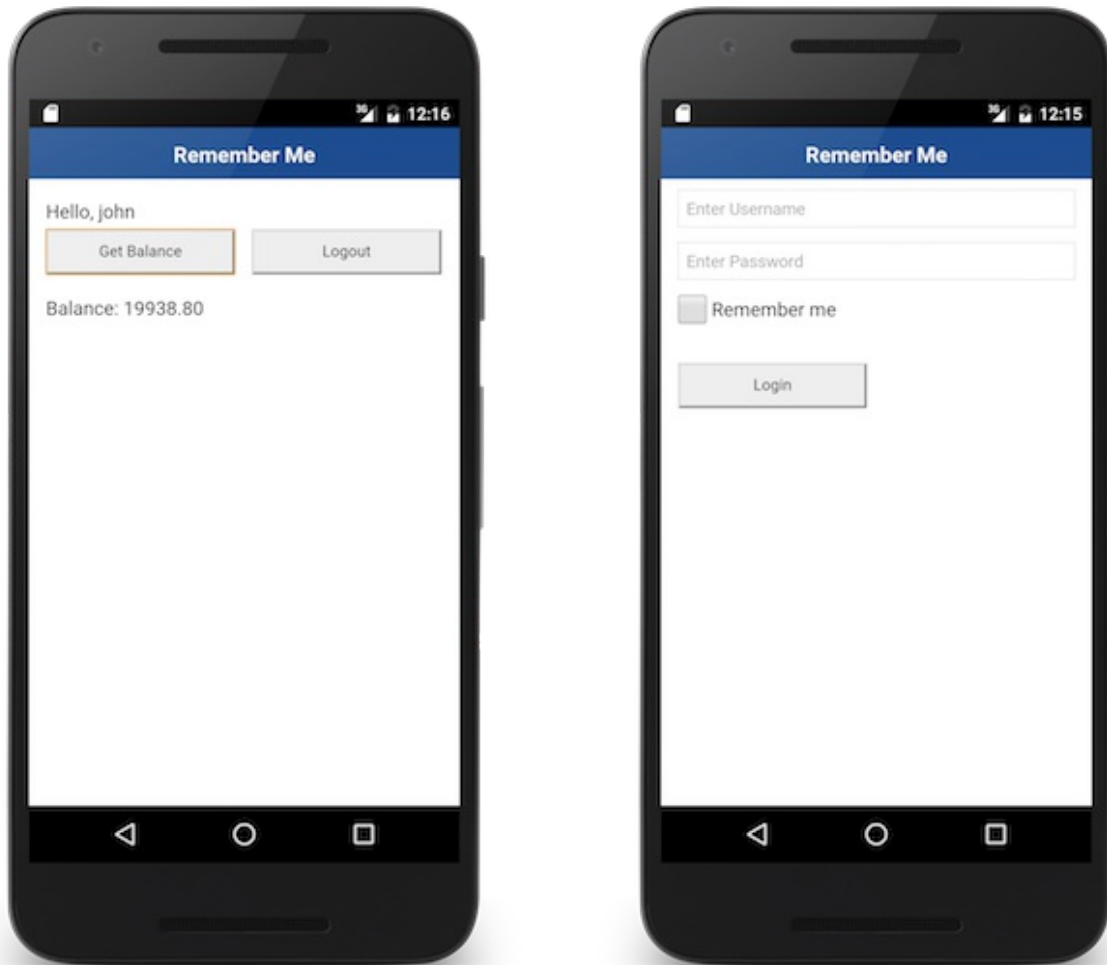 12:16
Remember Me
Hello, john
Get Balance
Logout
Balance: 19938.80
12:15
Remember Me
Enter Username
Enter Password
Remember me
Login